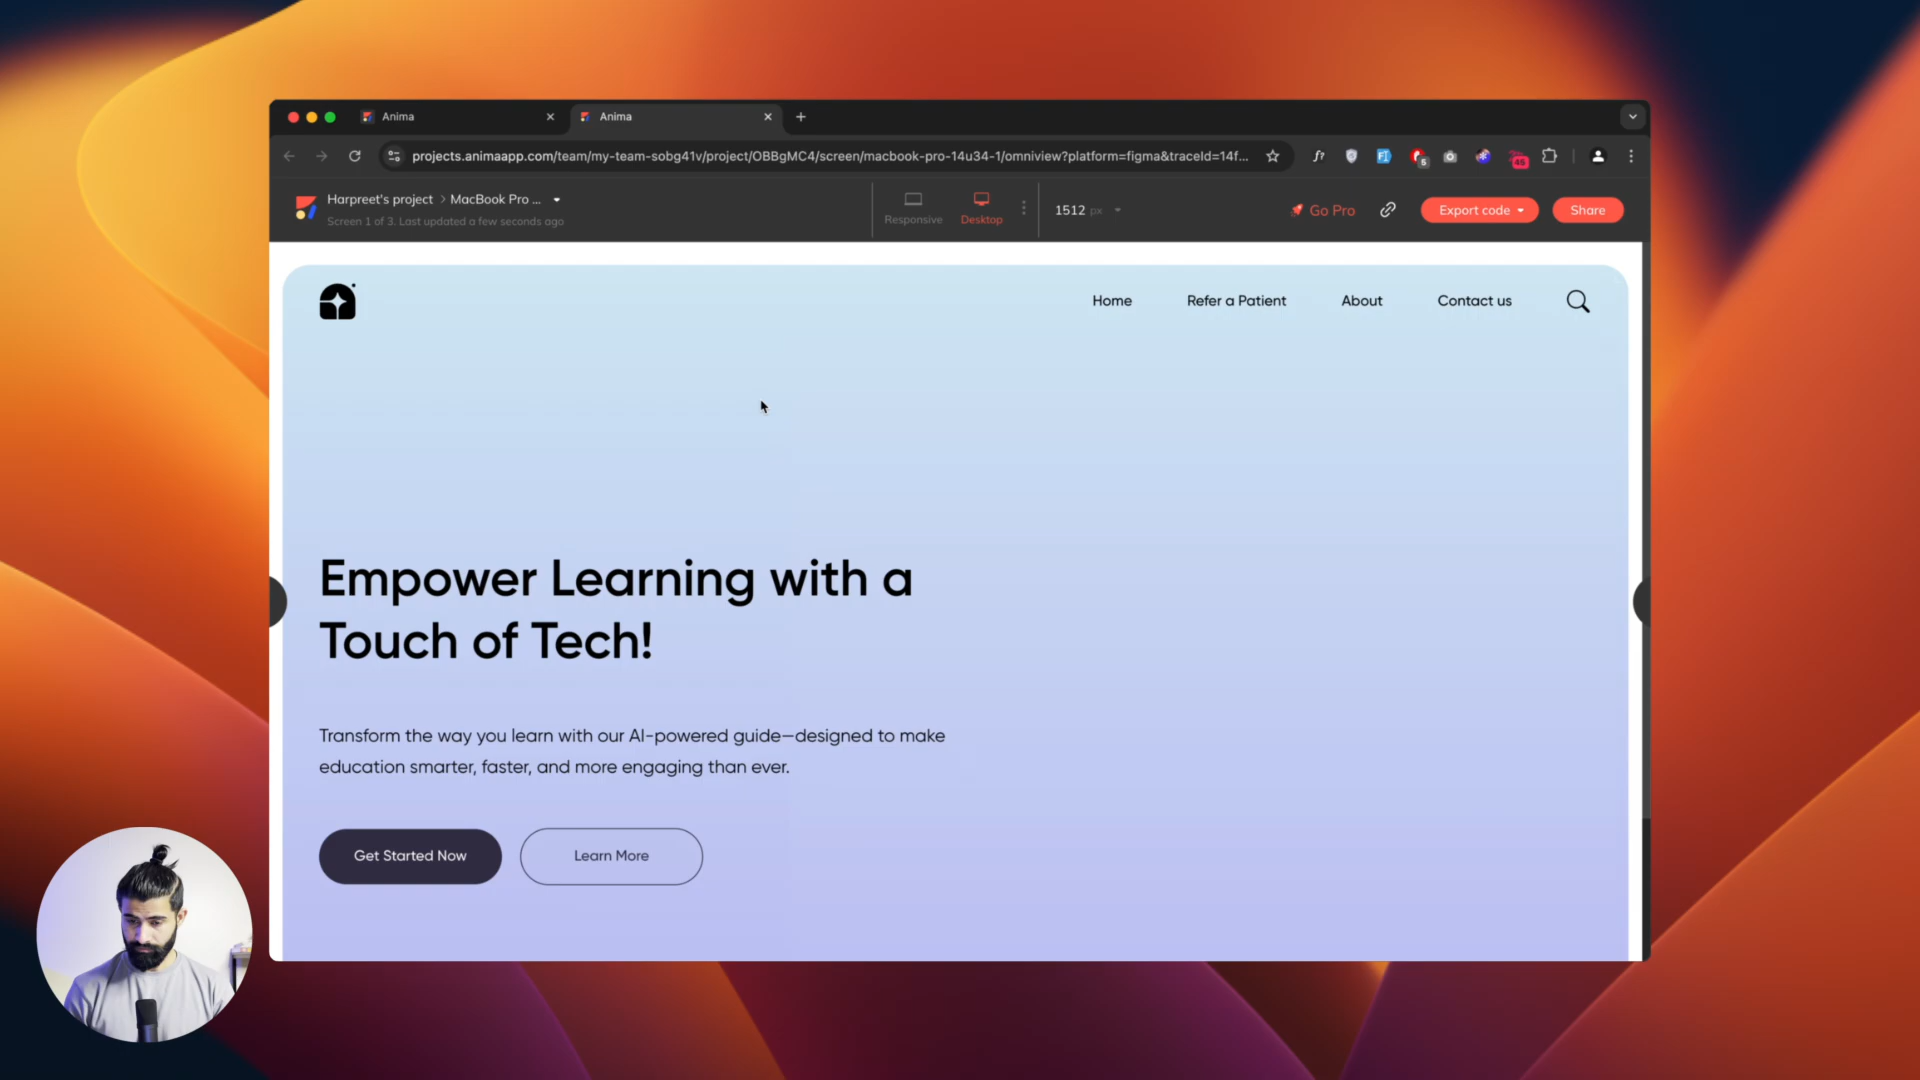 Anima
Anima
projects.animaapp.com/team/my-team-sobg41v/project/OBBgMC4/screen/macbook-pro-14u34-1/omniview?platform=figma&traceId=14f...
5
45
Harpreet's project > MacBook Pro ...
Screen 1 of 3. Last updated a few seconds ago
Responsive
Desktop
1512 px
Go Pro
Export code
Share
Home
Refer a Patient
About
Contact us
Empower Learning with a
Touch of Tech!
Transform the way you learn with our AI-powered guide—designed to make
education smarter, faster, and more engaging than ever.
Get Started Now
Learn More